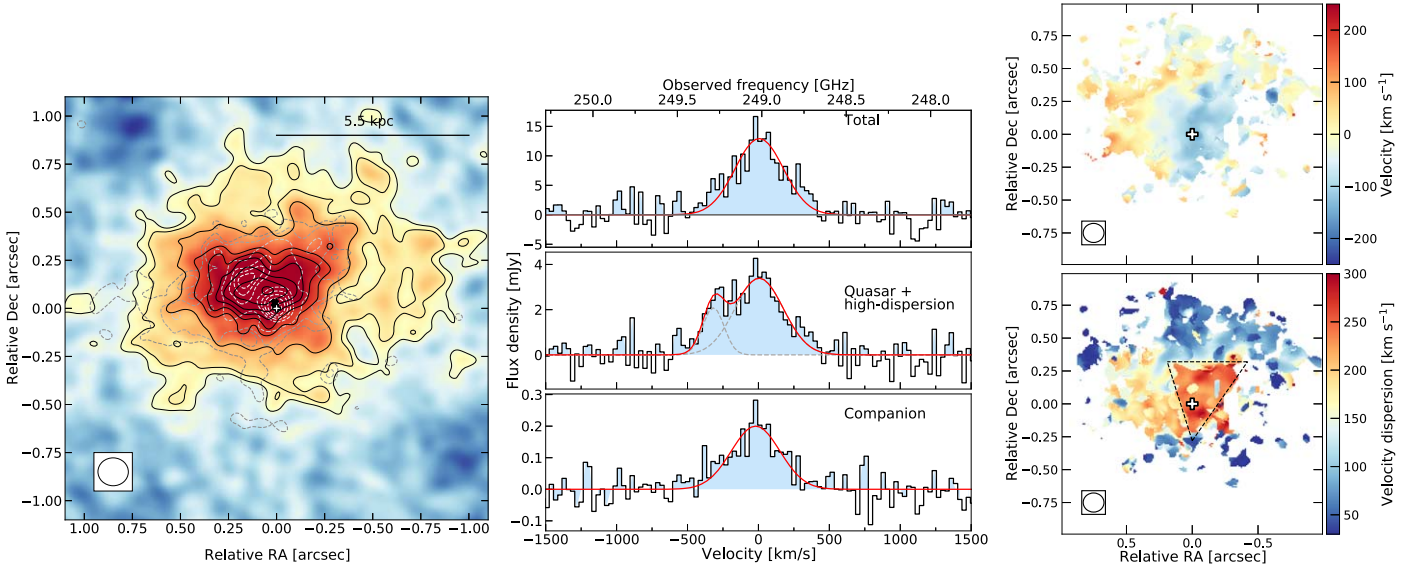 5.5 kpc
1.00
0.75
0.50
0.25
0.00
−0.25
−0.50
−0.75
−1.00
Relative Dec [arcsec]
1.00 0.75 0.50 0.25 0.00 −0.25 −0.50 −0.75 −1.00
Relative RA [arcsec]
Observed frequency [GHz]
250.0 249.5 249.0 248.5 248.0
Total
15
10
5
0
−5
Quasar +
high-dispersion
4
2
0
Flux density [mJy]
Companion
0.3
0.2
0.1
0.0
−0.1
−1500 −1000 −500 0 500 1000 1500
Velocity [km/s]
0.75
0.50
0.25
0.00
−0.25
−0.50
−0.75
Relative Dec [arcsec]
200
100
0
−100
−200
Velocity [km s−1]
0.75
0.50
0.25
0.00
−0.25
−0.50
−0.75
Relative Dec [arcsec]
0.5 0.0 −0.5
Relative RA [arcsec]
300
250
200
150
100
50
Velocity dispersion [km s−1]